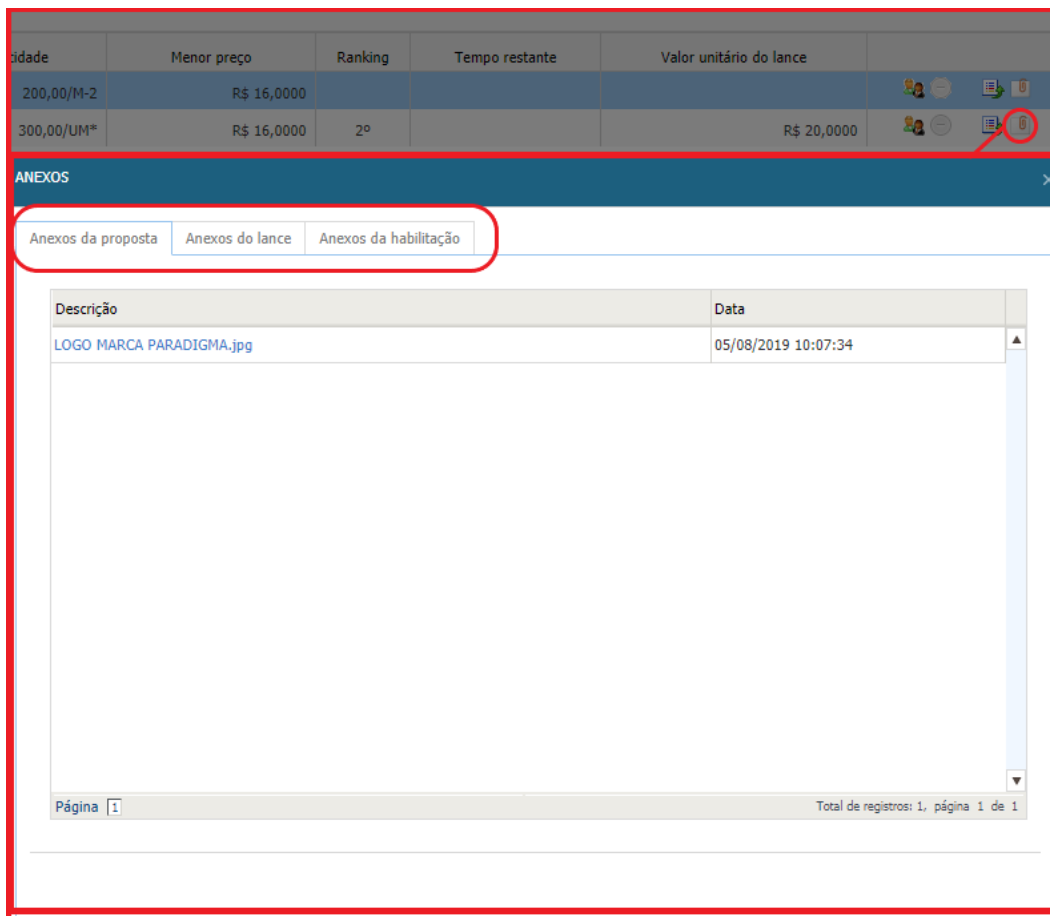 cidade Menor preço Ranking Tempo restante Valor unitário do lance
200,00/M-2 R$ 16,0000
300,00/UM* R$ 16,0000 2º R$ 20,0000
ANEXOS
Anexos da proposta Anexos do lance Anexos da habilitação
Descrição Data
LOGO MARCA PARADIGMA.jpg 05/08/2019 10:07:34
Página 1 Total de registros: 1, página 1 de 1